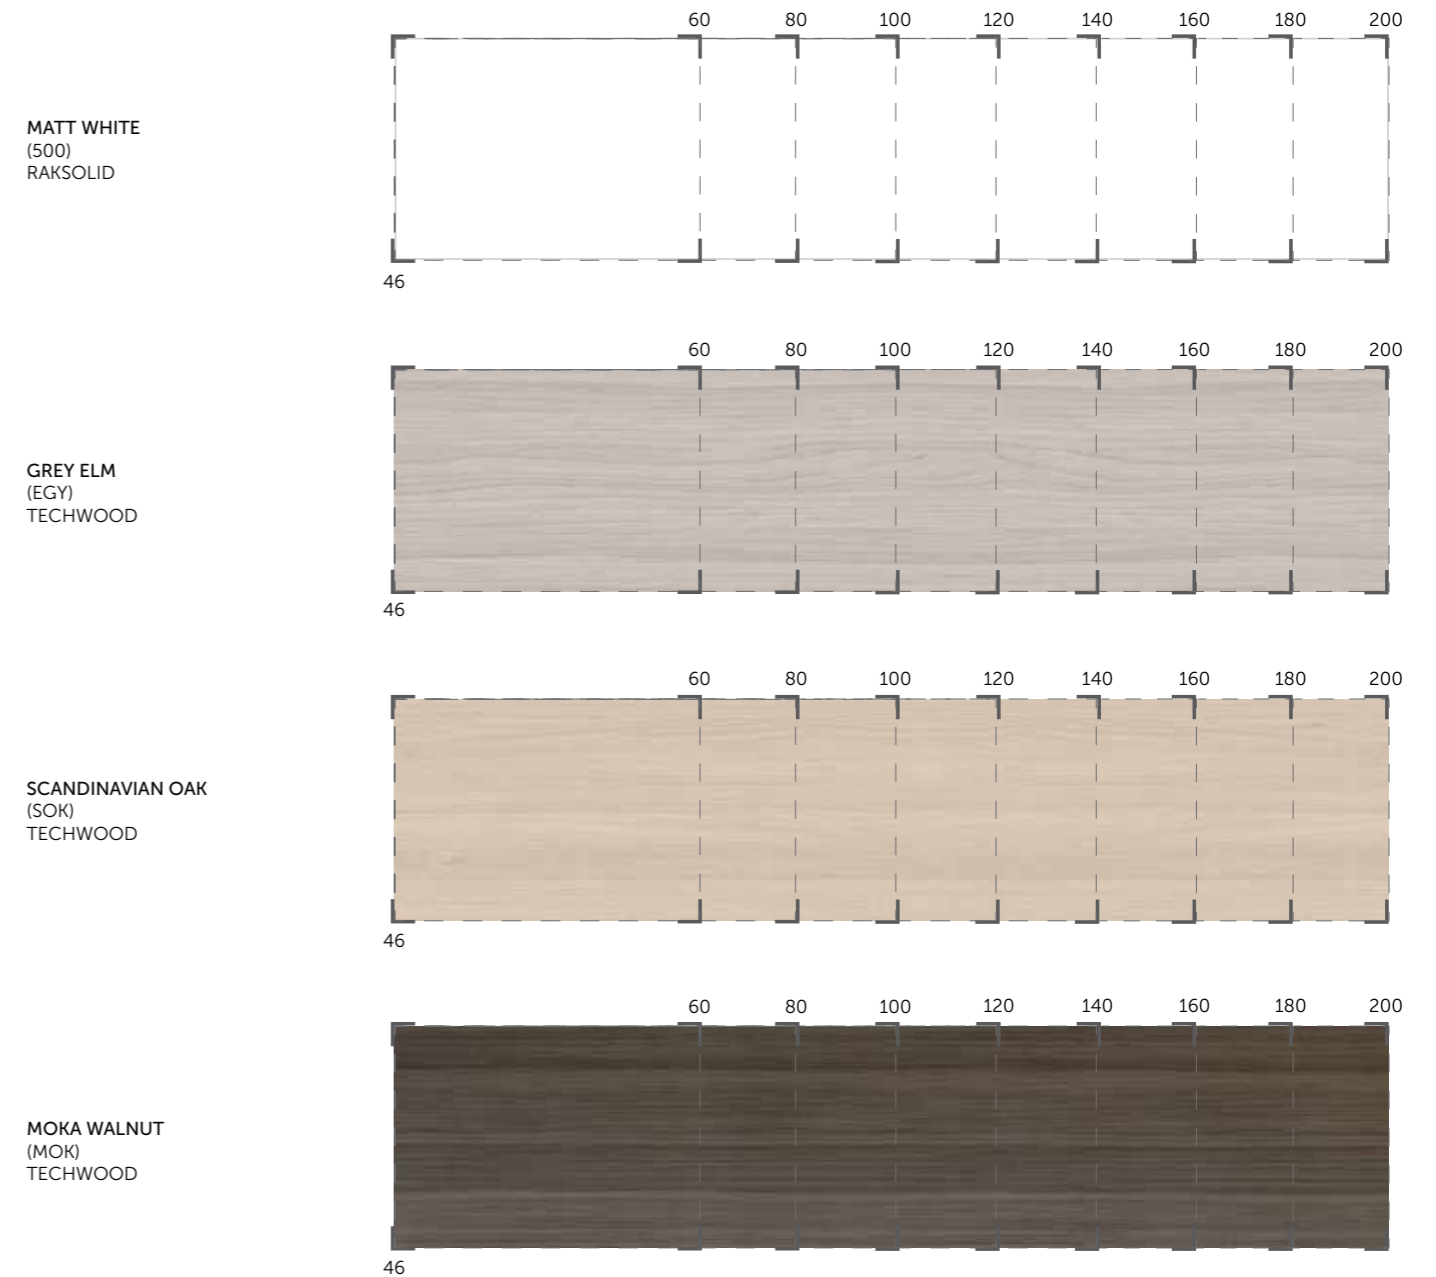 60 80 100 120 140 160 180 200
MATT WHITE
(500)
RAKSOLID
46
60 80 100 120 140 160 180 200
GREY ELM
(EGY)
TECHWOOD
46
60 80 100 120 140 160 180 200
SCANDINAVIAN OAK
(SOK)
TECHWOOD
46
60 80 100 120 140 160 180 200
MOKA WALNUT
(MOK)
TECHWOOD
46